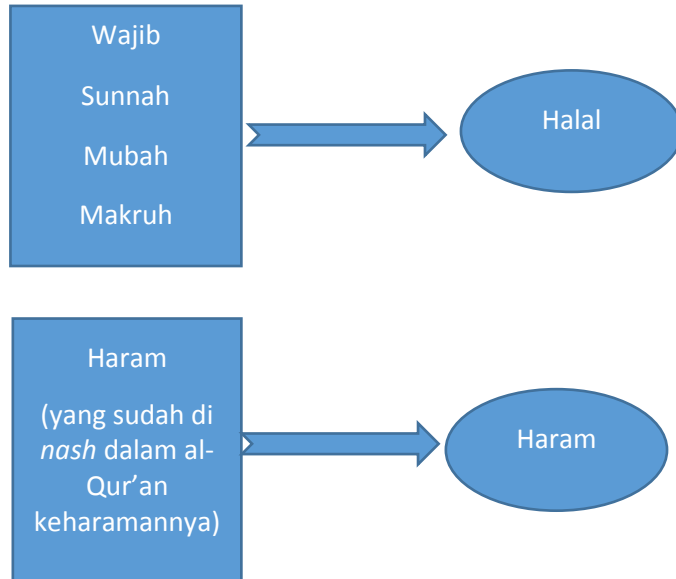 Wajib
Sunnah
Mubah
Makruh
Halal
Haram
(yang sudah di
nash dalam al-
Qur’an
keharamannya)
Haram